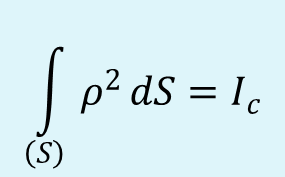 ∫ ρ² dS = I_c
(S)